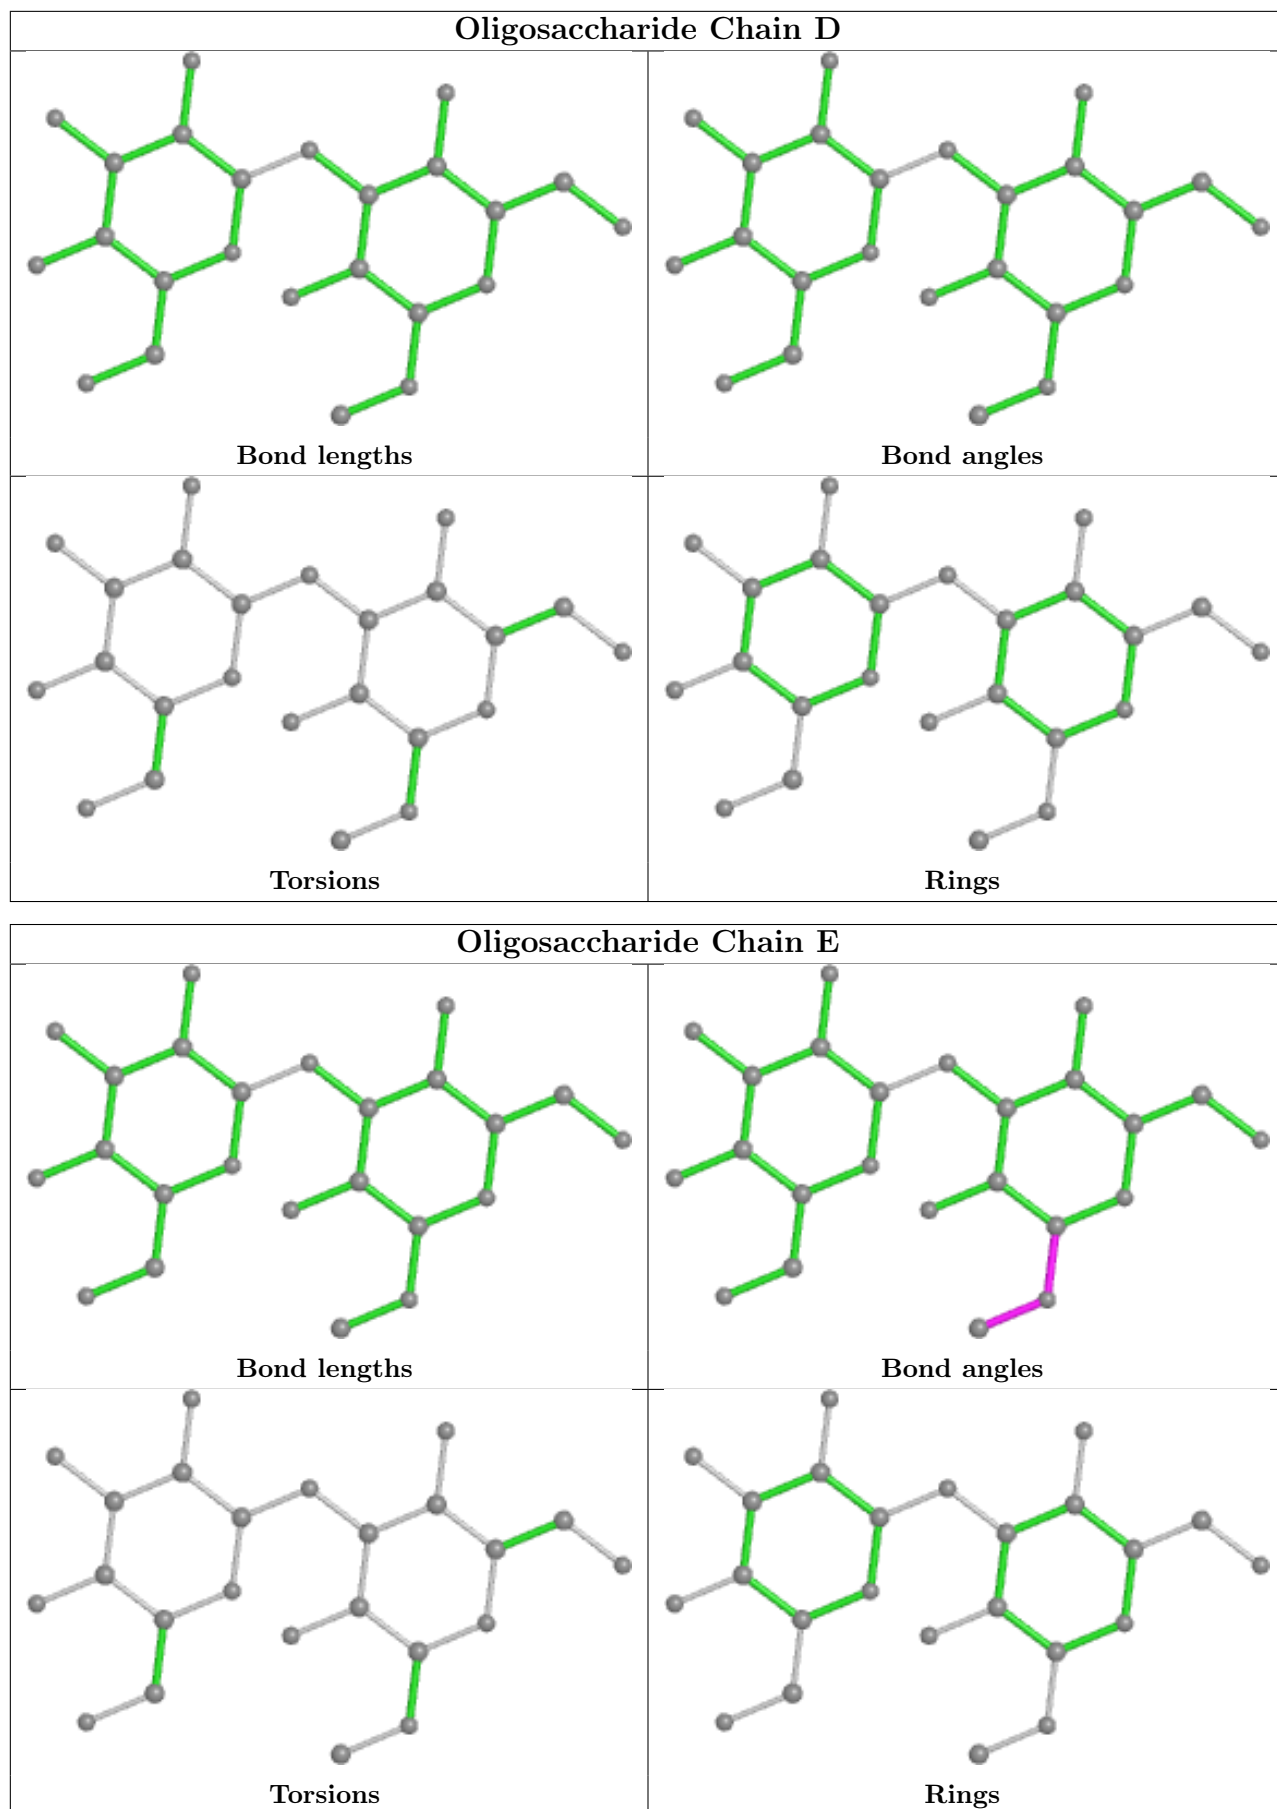 Oligosaccharide Chain D
Bond lengths
Bond angles
Torsions
Rings
Oligosaccharide Chain E
Bond lengths
Bond angles
Torsions
Rings